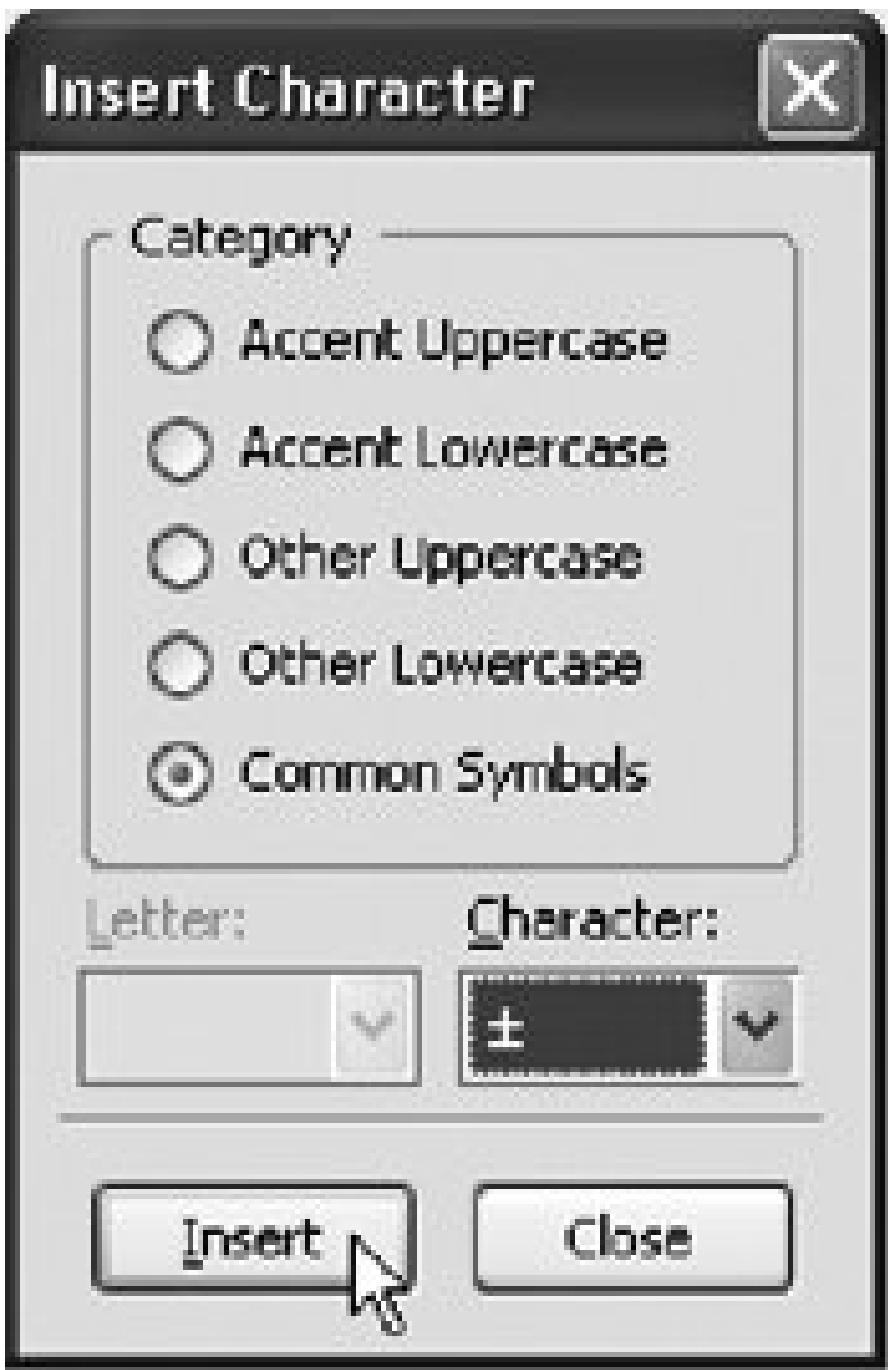 Insert Character
Category
Accent Uppercase
Accent Lowercase
Other Uppercase
Other Lowercase
Common Symbols
Letter: Character:
±
Insert Close